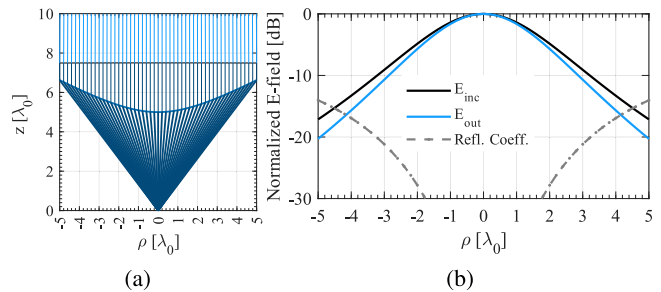 10
8
6
4
2
0
z [λ0]
-5 -4 -3 -2 -1 0 1 2 3 4 5
ρ [λ0]
(a)
Normalized E-field [dB]
0
-10
-20
-30
E_inc
E_out
Refl. Coeff.
-5 -4 -3 -2 -1 0 1 2 3 4 5
ρ [λ0]
(b)